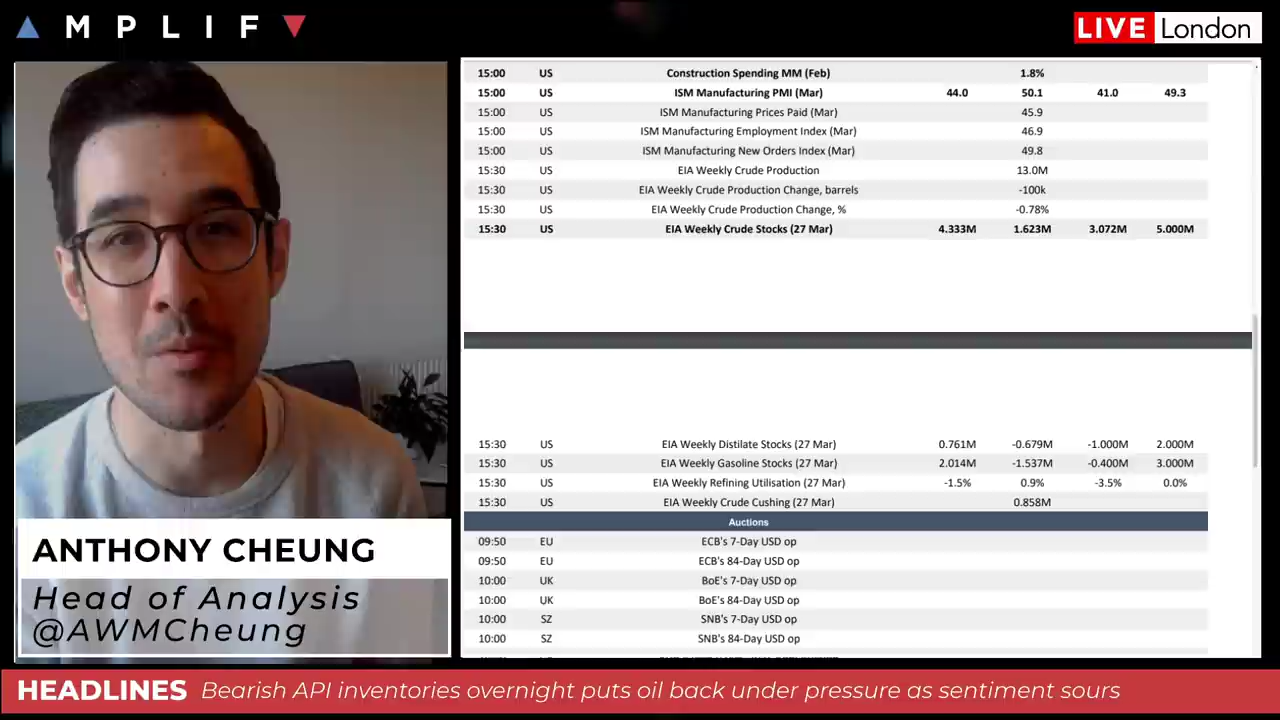 AMPLIFY
LIVE London
15:00 US Construction Spending MM (Feb) 1.8%
15:00 US ISM Manufacturing PMI (Mar) 44.0 50.1 41.0 49.3
15:00 US ISM Manufacturing Prices Paid (Mar) 45.9
15:00 US ISM Manufacturing Employment Index (Mar) 46.9
15:00 US ISM Manufacturing New Orders Index (Mar) 49.8
15:30 US EIA Weekly Crude Production 13.0M
15:30 US EIA Weekly Crude Production Change, barrels -100k
15:30 US EIA Weekly Crude Production Change, % -0.78%
15:30 US EIA Weekly Crude Stocks (27 Mar) 4.333M 1.623M 3.072M 5.000M
15:30 US EIA Weekly Distilate Stocks (27 Mar) 0.761M -0.679M -1.000M 2.000M
15:30 US EIA Weekly Gasoline Stocks (27 Mar) 2.014M -1.537M -0.400M 3.000M
15:30 US EIA Weekly Refining Utilisation (27 Mar) -1.5% 0.9% -3.5% 0.0%
15:30 US EIA Weekly Crude Cushing (27 Mar) 0.858M
Auctions
09:50 EU ECB's 7-Day USD op
09:50 EU ECB's 84-Day USD op
10:00 UK BoE's 7-Day USD op
10:00 UK BoE's 84-Day USD op
10:00 SZ SNB's 7-Day USD op
10:00 SZ SNB's 84-Day USD op
ANTHONY CHEUNG
Head of Analysis
@AWMCheung
HEADLINES Bearish API inventories overnight puts oil back under pressure as sentiment sours